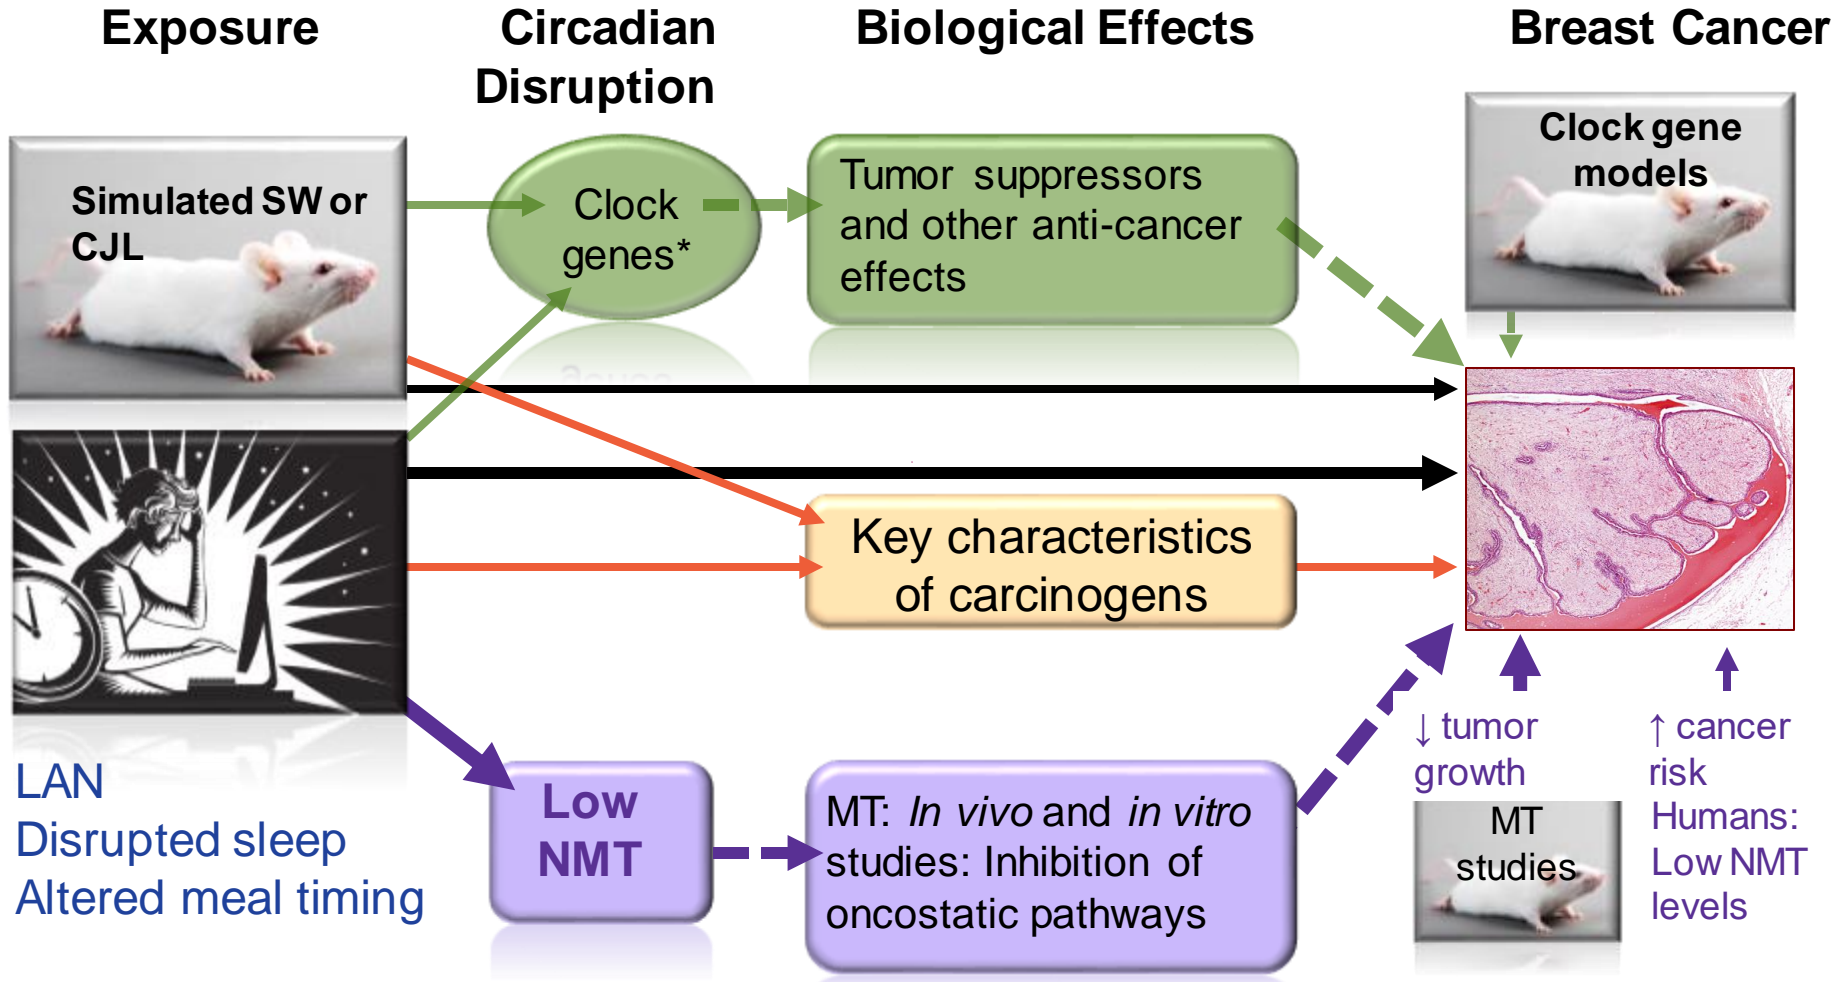 Exposure
Circadian
Disruption
Biological Effects
Breast Cancer
Simulated SW or
CJL
Clock
genes*
Tumor suppressors
and other anti-cancer
effects
Clock gene
models
Key characteristics
of carcinogens
LAN
Disrupted sleep
Altered meal timing
Low
NMT
MT: In vivo and in vitro
studies: Inhibition of
oncostatic pathways
↓ tumor
growth
MT
studies
↑ cancer
risk
Humans:
Low NMT
levels